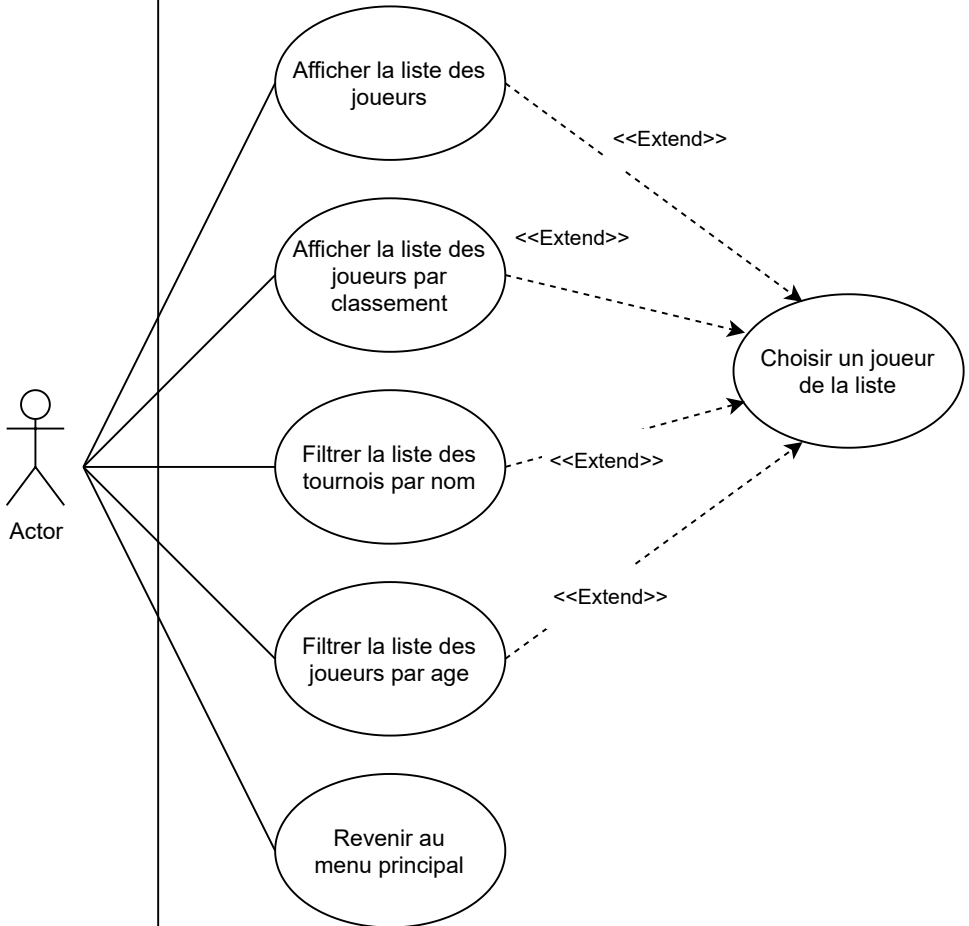 Afficher la liste des
joueurs
<<Extend>>
Afficher la liste des
joueurs par
classement
<<Extend>>
Choisir un joueur
de la liste
Filtrer la liste des
tournois par nom
<<Extend>>
Actor
Filtrer la liste des
joueurs par age
<<Extend>>
Revenir au
menu principal